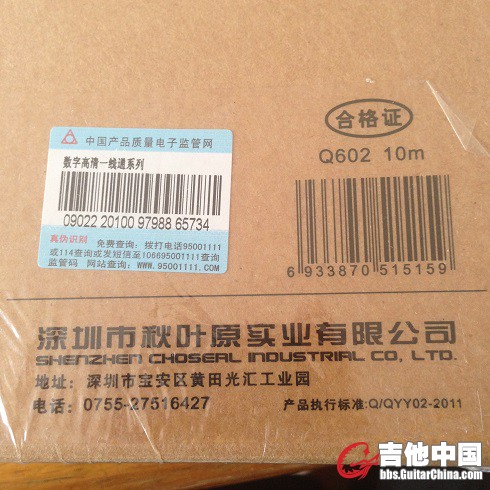 中国产品质量电子监管网
数字高清一线通系列
09022 20100 97988 65734
真伪识别 免费查询:拨打电话95001111
或114查询或发短信至106695001111查询
监管码 网站查询:www.95001111.com
合格证
Q602 10m
6 933870 515159
深圳市秋叶原实业有限公司
SHENZHEN CHOSEAL INDUSTRIAL CO., LTD.
地址:深圳市宝安区黄田光汇工业园
电话:0755-27516427
产品执行标准:Q/QYY02-2011
吉他中国
bbs.GuitarChina.com